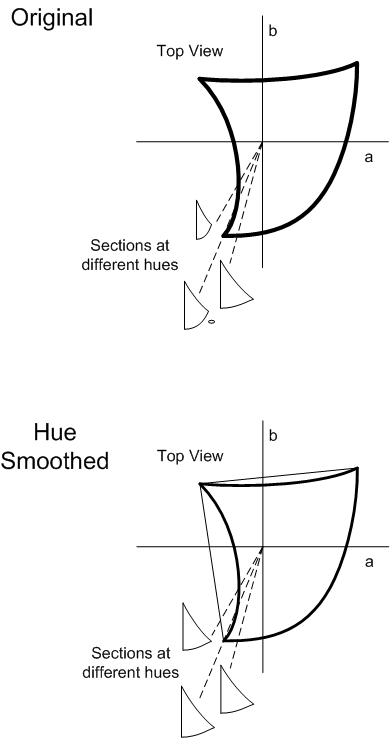 Original
b
Top View
a
Sections at
different hues
Hue
Smoothed
b
Top View
a
Sections at
different hues